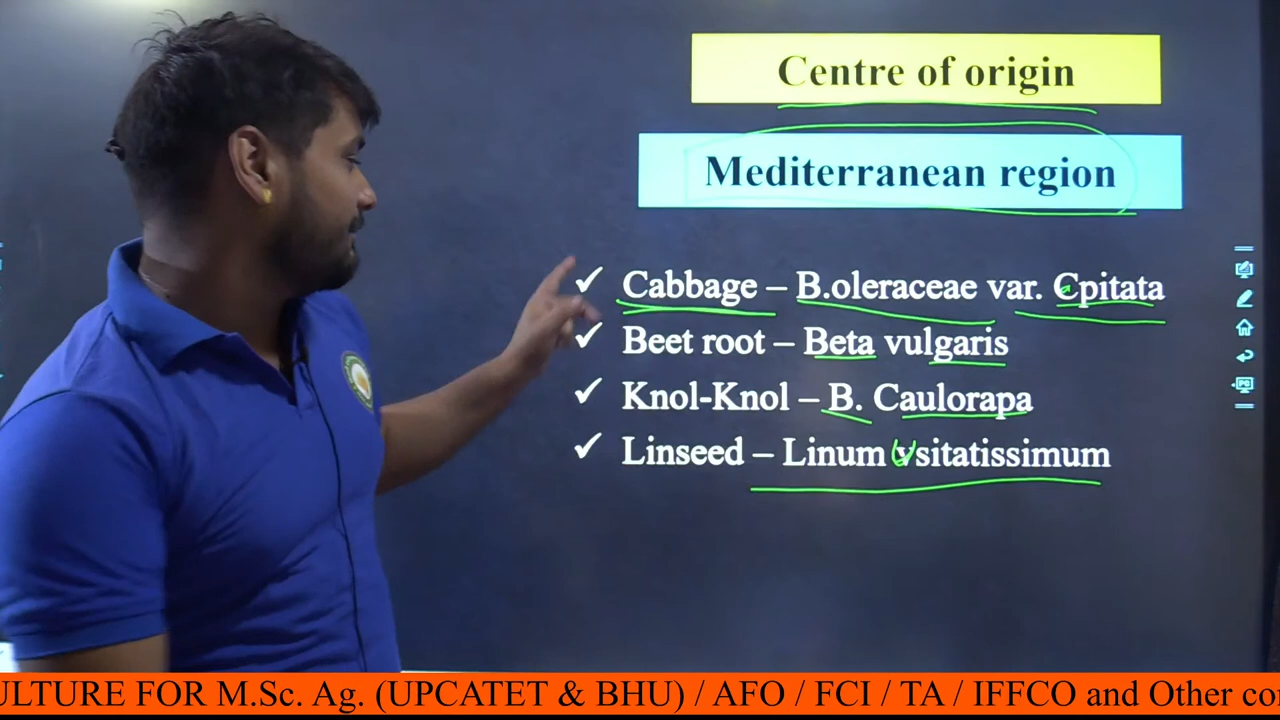 Centre of origin
Mediterranean region
✓ Cabbage – B.oleraceae var. Cpitata
✓ Beet root – Beta vulgaris
✓ Knol-Knol – B. Caulorapa
✓ Linseed – Linum vsitatissimum
ULTURE FOR M.Sc. Ag. (UPCATET & BHU) / AFO / FCI / TA / IFFCO and Other co